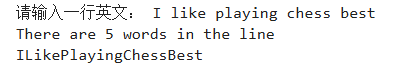 请输入一行英文: I like playing chess best
There are 5 words in the line
ILikePlayingChessBest